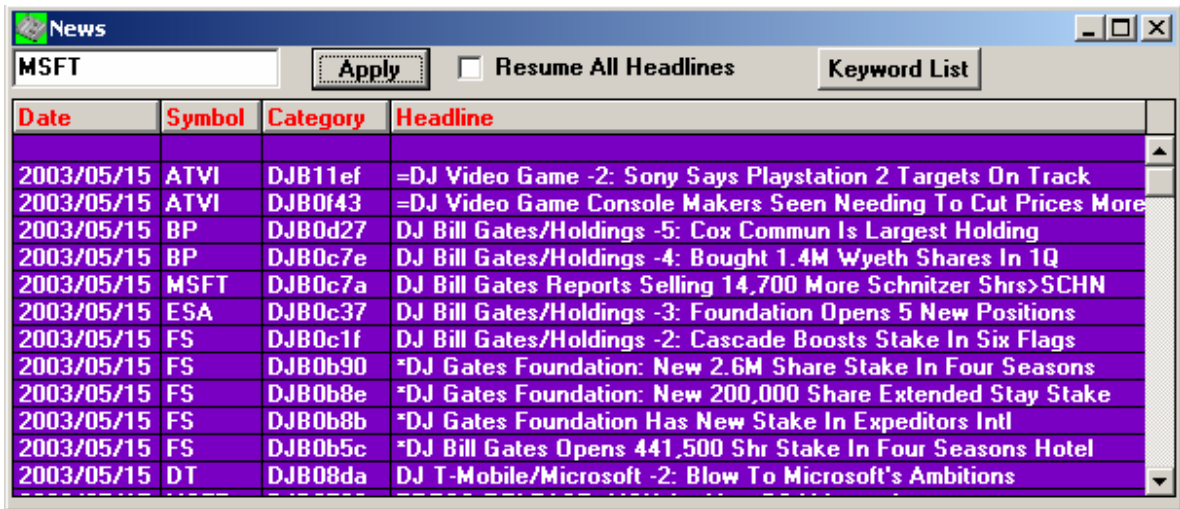 News
MSFT Apply Resume All Headlines Keyword List
Date Symbol Category Headline
2003/05/15 ATVI DJB11ef =DJ Video Game -2: Sony Says Playstation 2 Targets On Track
2003/05/15 ATVI DJB0f43 =DJ Video Game Console Makers Seen Needing To Cut Prices More
2003/05/15 BP DJB0d27 DJ Bill Gates/Holdings -5: Cox Commun Is Largest Holding
2003/05/15 BP DJB0c7e DJ Bill Gates/Holdings -4: Bought 1.4M Wyeth Shares In 1Q
2003/05/15 MSFT DJB0c7a DJ Bill Gates Reports Selling 14,700 More Schnitzer Shrs>SCHN
2003/05/15 ESA DJB0c37 DJ Bill Gates/Holdings -3: Foundation Opens 5 New Positions
2003/05/15 FS DJB0c1f DJ Bill Gates/Holdings -2: Cascade Boosts Stake In Six Flags
2003/05/15 FS DJB0b90 *DJ Gates Foundation: New 2.6M Share Stake In Four Seasons
2003/05/15 FS DJB0b8e *DJ Gates Foundation: New 200,000 Share Extended Stay Stake
2003/05/15 FS DJB0b8b *DJ Gates Foundation Has New Stake In Expeditors Intl
2003/05/15 FS DJB0b5c *DJ Bill Gates Opens 441,500 Shr Stake In Four Seasons Hotel
2003/05/15 DT DJB08da DJ T-Mobile/Microsoft -2: Blow To Microsoft's Ambitions